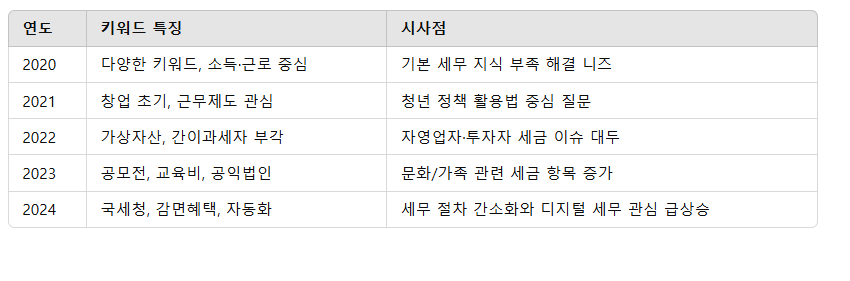 연도 키워드 특징 시사점
2020 다양한 키워드, 소득·근로 중심 기본 세무 지식 부족 해결 니즈
2021 창업 초기, 근무제도 관심 청년 정책 활용법 중심 질문
2022 가상자산, 간이과세자 부각 자영업자·투자자 세금 이슈 대두
2023 공모전, 교육비, 공익법인 문화/가족 관련 세금 항목 증가
2024 국세청, 감면혜택, 자동화 세무 절차 간소화와 디지털 세무 관심 급상승